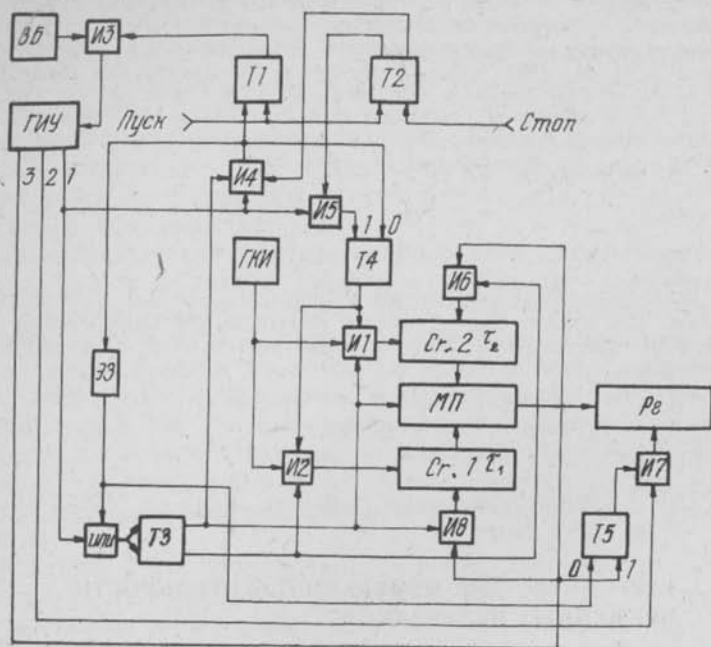 ВБ
И3
Т1
Т2
ГИУ
Пуск
Стоп
3 2 1
И4
И5
1 0
ГКИ
Т4
И6
И1
Сг. 2 τ₂
ЭЗ
МП
Рг
И2
Сг. 1 τ₁
И7
ИЛИ
Т3
И8
Т5
0 1